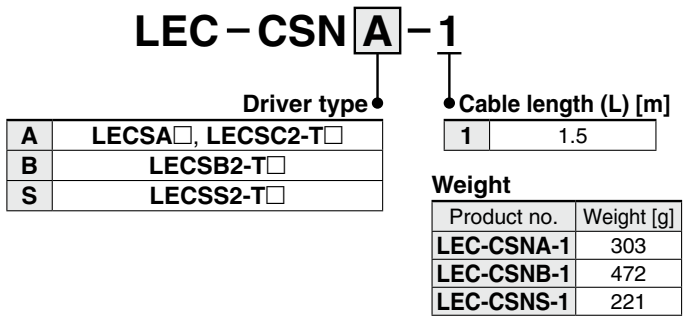 LEC-CSN A-1
Driver type
A LECSA□, LECSC2-T□
B LECSB2-T□
S LECSS2-T□
Cable length (L) [m]
1 1.5
Weight
Product no. Weight [g]
LEC-CSNA-1 303
LEC-CSNB-1 472
LEC-CSNS-1 221